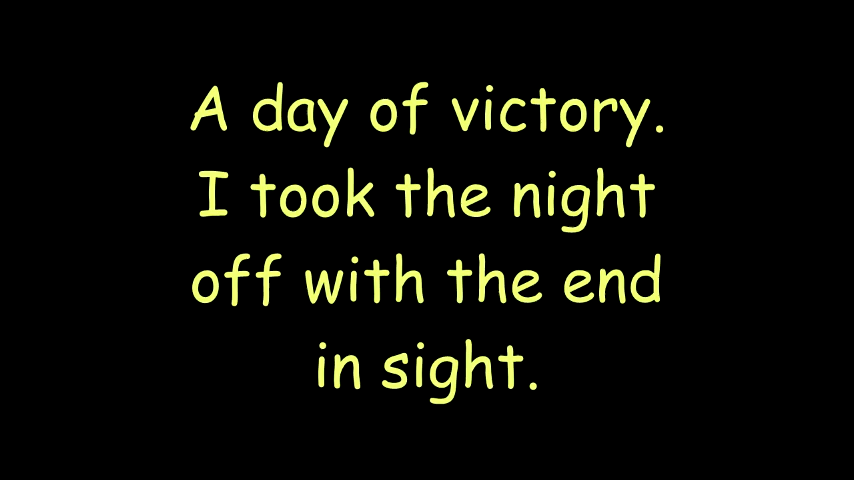 A day of victory.
I took the night
off with the end
in sight.